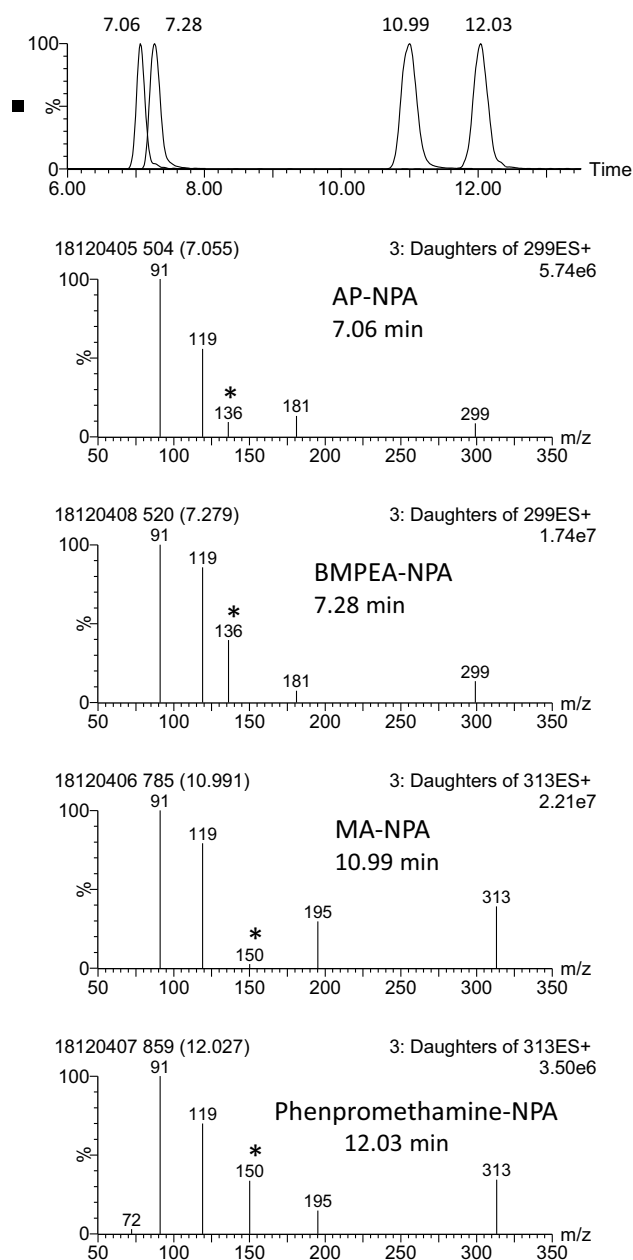 7.06 7.28 10.99 12.03
100
%
0
6.00 8.00 10.00 12.00 Time
18120405 504 (7.055) 3: Daughters of 299ES+
5.74e6
100 91
AP-NPA
7.06 min
119
%
*
136 181 299
0
50 100 150 200 250 300 350 m/z
18120408 520 (7.279) 3: Daughters of 299ES+
1.74e7
100 91
119
BMPEA-NPA
7.28 min
%
*
136
181 299
0
50 100 150 200 250 300 350 m/z
18120406 785 (10.991) 3: Daughters of 313ES+
2.21e7
100 91
119
MA-NPA
10.99 min
%
313
195
*
150
0
50 100 150 200 250 300 350 m/z
18120407 859 (12.027) 3: Daughters of 313ES+
3.50e6
100 91
119
Phenpromethamine-NPA
12.03 min
%
*
150 313
195
72
0
50 100 150 200 250 300 350 m/z